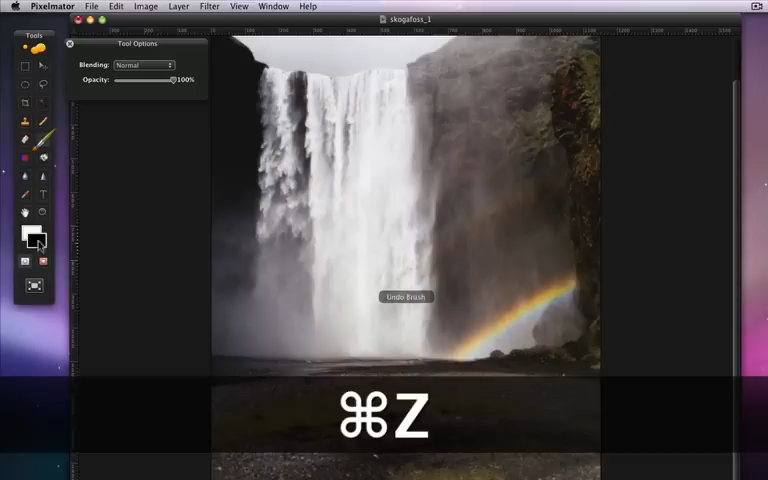 Pixelmator File Edit Image Layer Filter View Window Help
skogafoss_1
Tools
Tool Options
Blending: Normal
Opacity: 100%
T
Undo Brush
⌘Z